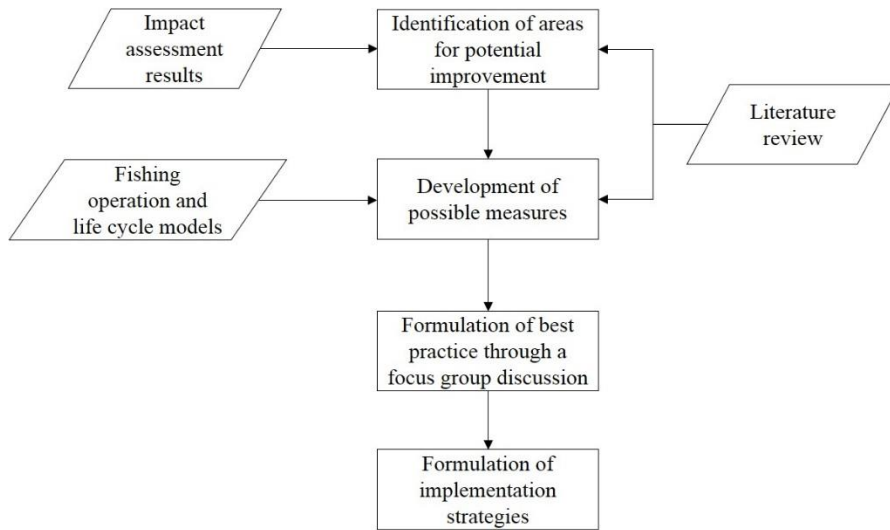 Impact
assessment
results
Identification of areas
for potential
improvement
Literature
review
Fishing
operation and
life cycle models
Development of
possible measures
Formulation of best
practice through a
focus group discussion
Formulation of
implementation
strategies